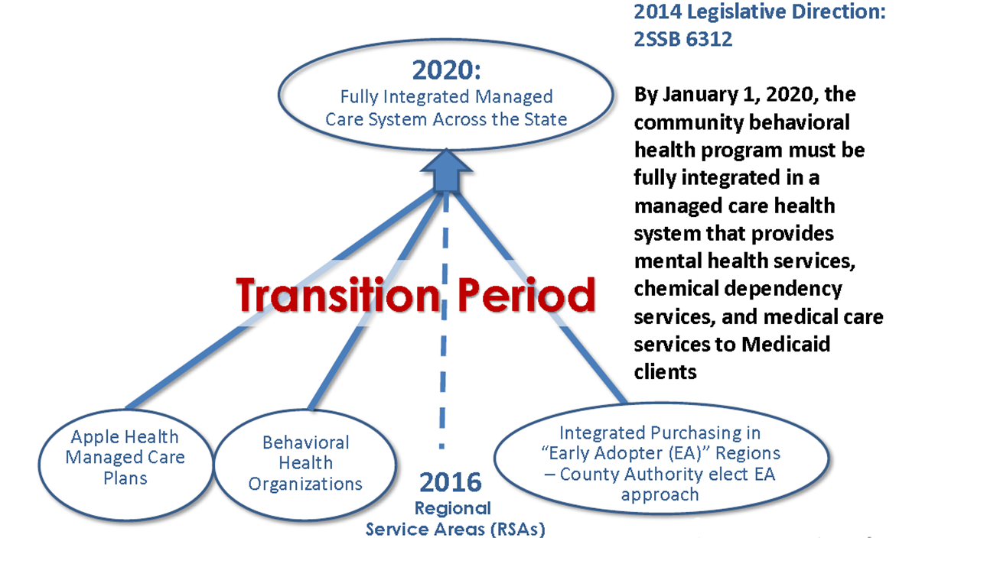 2014 Legislative Direction:
2SSB 6312
2020:
Fully Integrated Managed
Care System Across the State
By January 1, 2020, the
community behavioral
health program must be
fully integrated in a
managed care health
system that provides
mental health services,
chemical dependency
services, and medical care
services to Medicaid
clients
Transition Period
Apple Health
Managed Care
Plans
Behavioral
Health
Organizations
2016
Regional
Service Areas (RSAs)
Integrated Purchasing in
“Early Adopter (EA)” Regions
– County Authority elect EA
approach